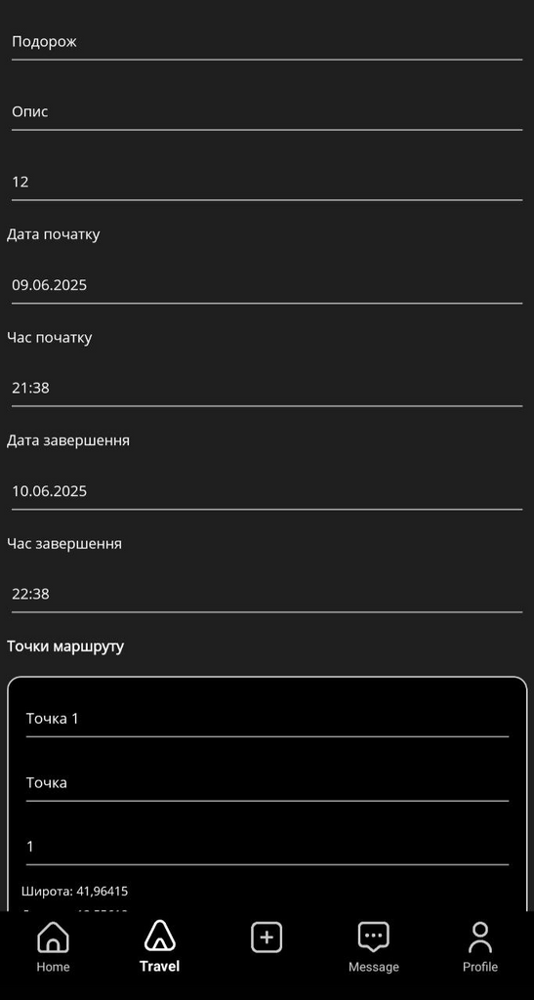 Подорож
Опис
12
Дата початку
09.06.2025
Час початку
21:38
Дата завершення
10.06.2025
Час завершення
22:38
Точки маршруту
Точка 1
Точка
1
Широта: 41,96415
Home
Travel
Message
Profile